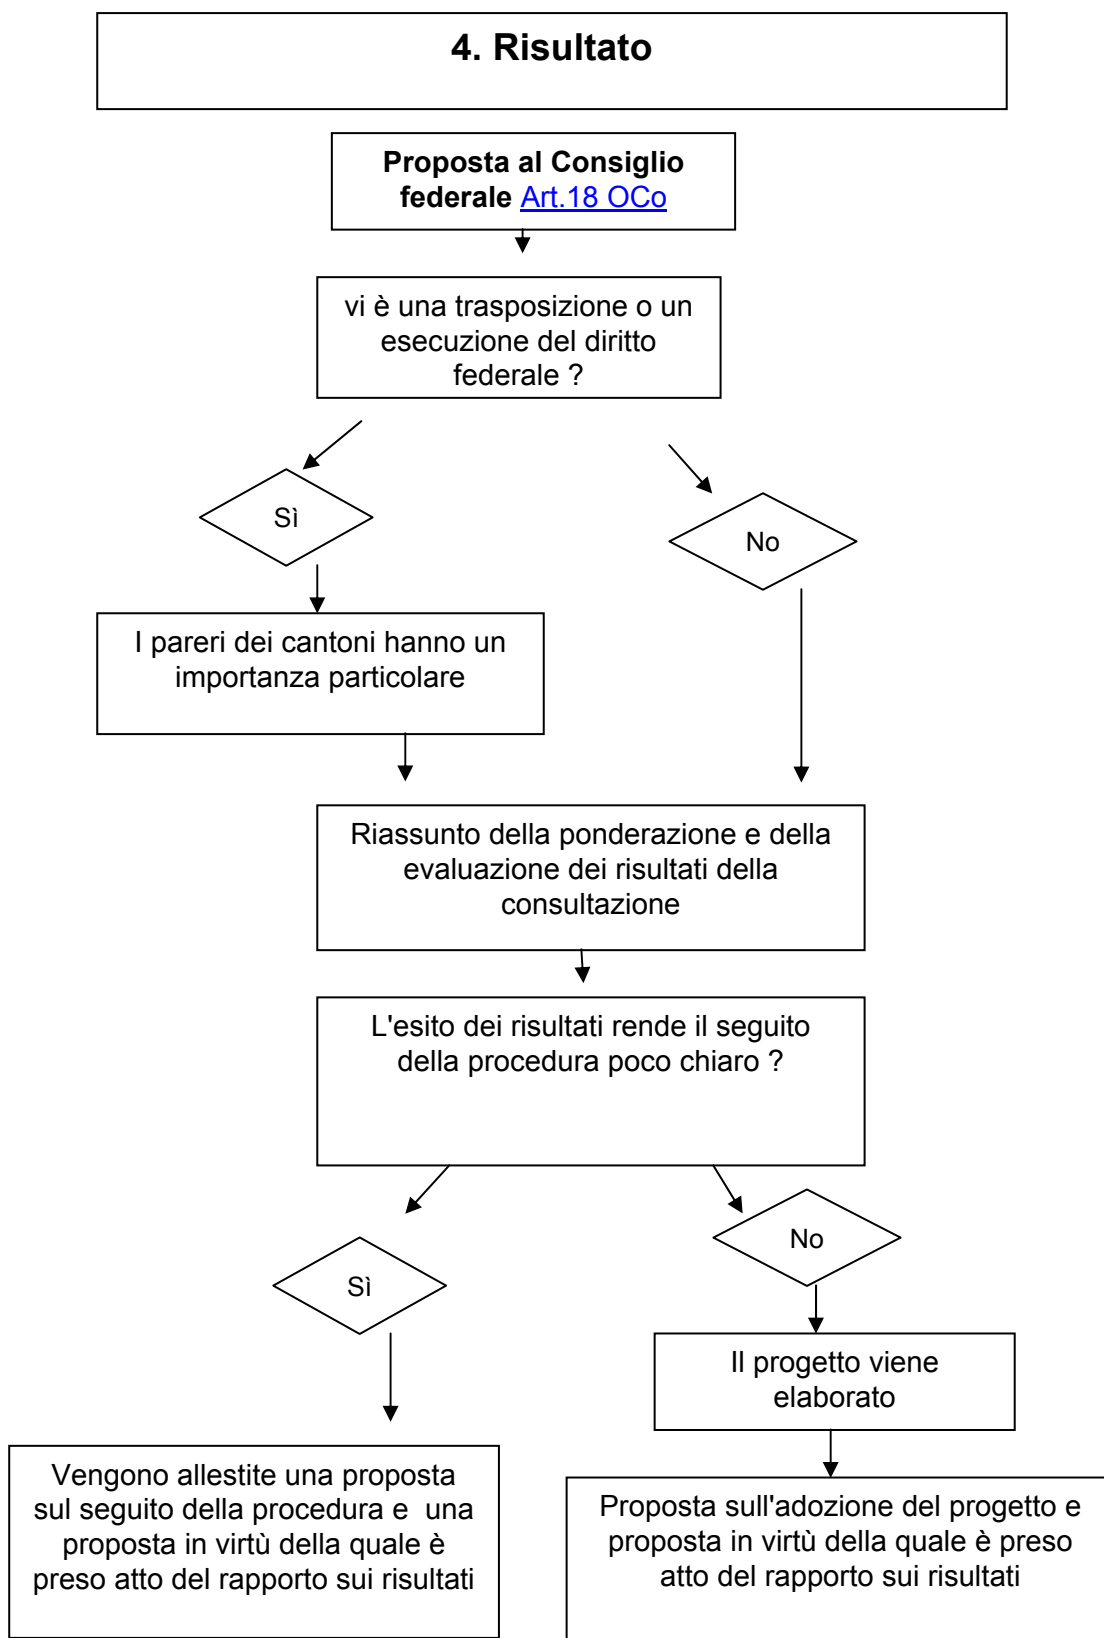 4. Risultato
Proposta al Consiglio
federale Art.18 OCo
vi è una trasposizione o un
esecuzione del diritto
federale ?
Sì
No
I pareri dei cantoni hanno un
importanza particolare
Riassunto della ponderazione e della
evaluazione dei risultati della
consultazione
L'esito dei risultati rende il seguito
della procedura poco chiaro ?
No
Sì
Il progetto viene
elaborato
Vengono allestite una proposta
sul seguito della procedura e  una
proposta in virtù della quale è
preso atto del rapporto sui risultati
Proposta sull'adozione del progetto e
proposta in virtù della quale è preso
atto del rapporto sui risultati